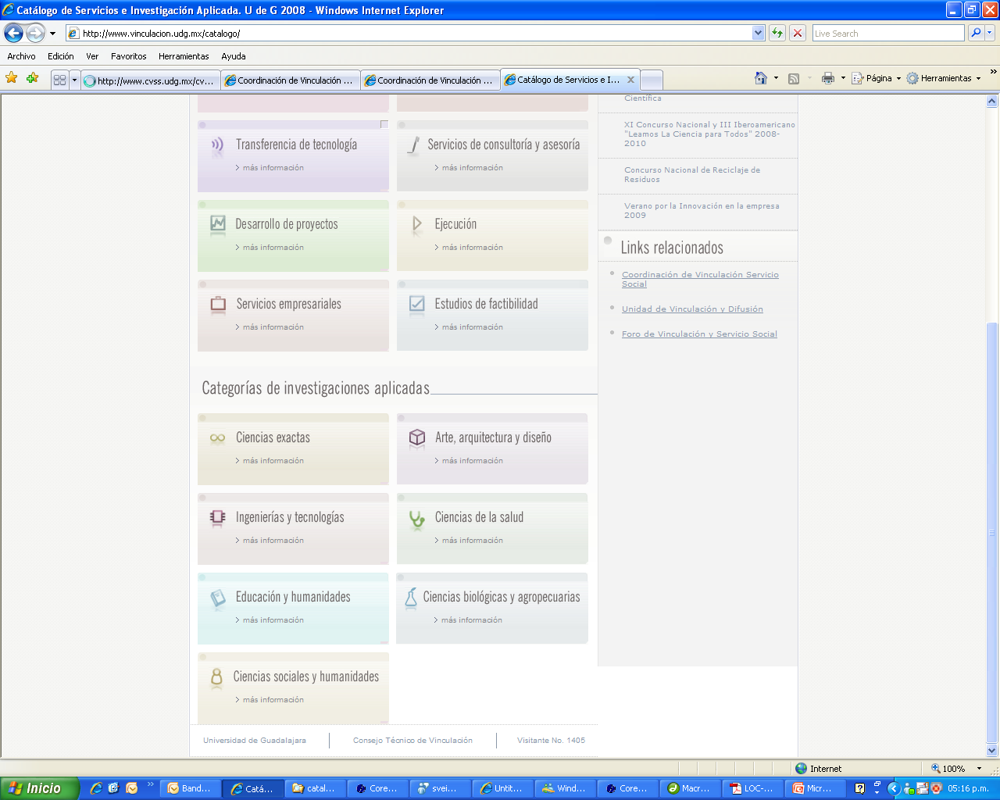 Catálogo de Servicios e Investigación Aplicada. U de G 2008 - Windows Internet Explorer
http://www.vinculacion.udg.mx/catalogo/
Live Search
Archivo Edición Ver Favoritos Herramientas Ayuda
http://www.cvss.udg.mx/cv...
Coordinación de Vinculación ...
Coordinación de Vinculación ...
Catálogo de Servicios e I...
Página
Herramientas
Transferencia de tecnología
más información
Servicios de consultoría y asesoría
más información
Desarrollo de proyectos
más información
Ejecución
más información
Servicios empresariales
más información
Estudios de factibilidad
más información
Categorías de investigaciones aplicadas
Ciencias exactas
más información
Arte, arquitectura y diseño
más información
Ingenierías y tecnologías
más información
Ciencias de la salud
más información
Educación y humanidades
más información
Ciencias biológicas y agropecuarias
más información
Ciencias sociales y humanidades
más información
Científica
XI Concurso Nacional y III Iberoamericano
"Leamos La Ciencia para Todos" 2008-
2010
Concurso Nacional de Reciclaje de
Residuos
Verano por la Innovación en la empresa
2009
Links relacionados
Coordinación de Vinculación Servicio
Social
Unidad de Vinculación y Difusión
Foro de Vinculación y Servicio Social
Universidad de Guadalajara
Consejo Técnico de Vinculación
Visitante No. 1405
Internet
100%
Inicio
Band...
Catá...
catal...
Core...
svei...
Untit...
Wind...
Core...
Macr...
LOC-...
Micr...
05:16 p.m.